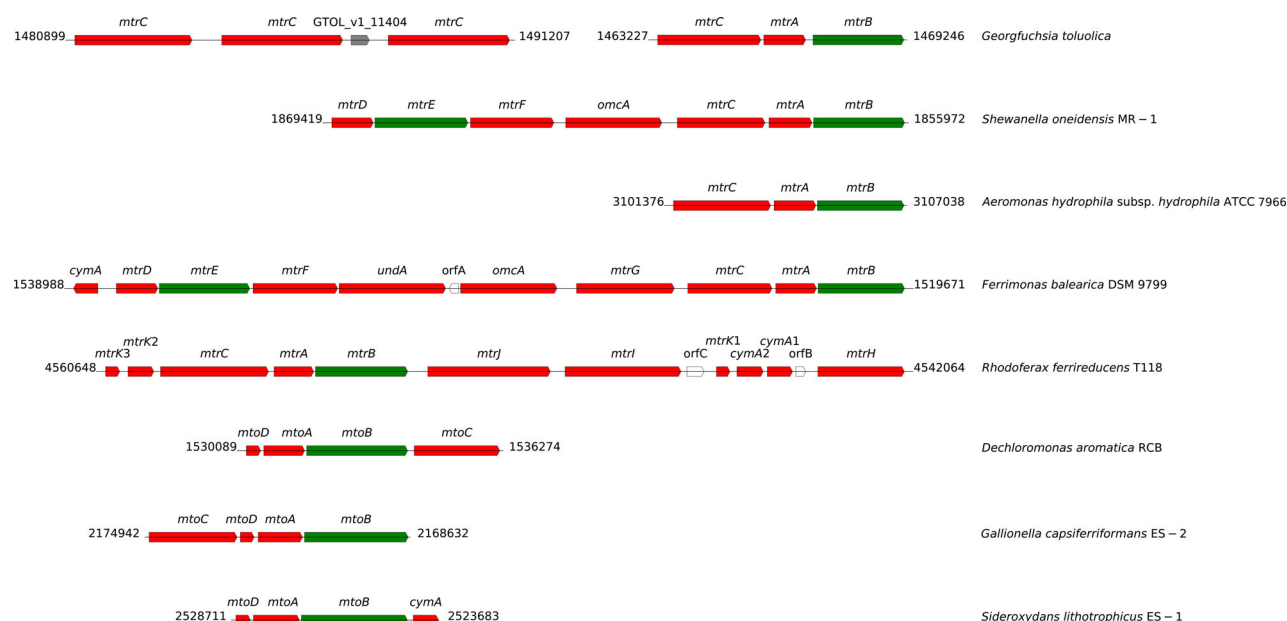 mtrC mtrC GTOL_v1_11404 mtrC mtrC mtrA mtrB
1480899 1491207 1463227 1469246 Georgfuchsia toluolica
mtrD mtrE mtrF omcA mtrC mtrA mtrB
1869419 1855972 Shewanella oneidensis MR − 1
mtrC mtrA mtrB
3101376 3107038 Aeromonas hydrophila subsp. hydrophila ATCC 7966
cymA mtrD mtrE mtrF undA orfA omcA mtrG mtrC mtrA mtrB
1538988 1519671 Ferrimonas balearica DSM 9799
mtrK3 mtrK2 mtrC mtrA mtrB mtrJ mtrI orfC mtrK1 cymA2 cymA1 orfB mtrH
4560648 4542064 Rhodoferax ferrireducens T118
mtoD mtoA mtoB mtoC
1530089 1536274 Dechloromonas aromatica RCB
mtoC mtoD mtoA mtoB
2174942 2168632 Gallionella capsiferriformans ES − 2
mtoD mtoA mtoB cymA
2528711 2523683 Sideroxydans lithotrophicus ES − 1